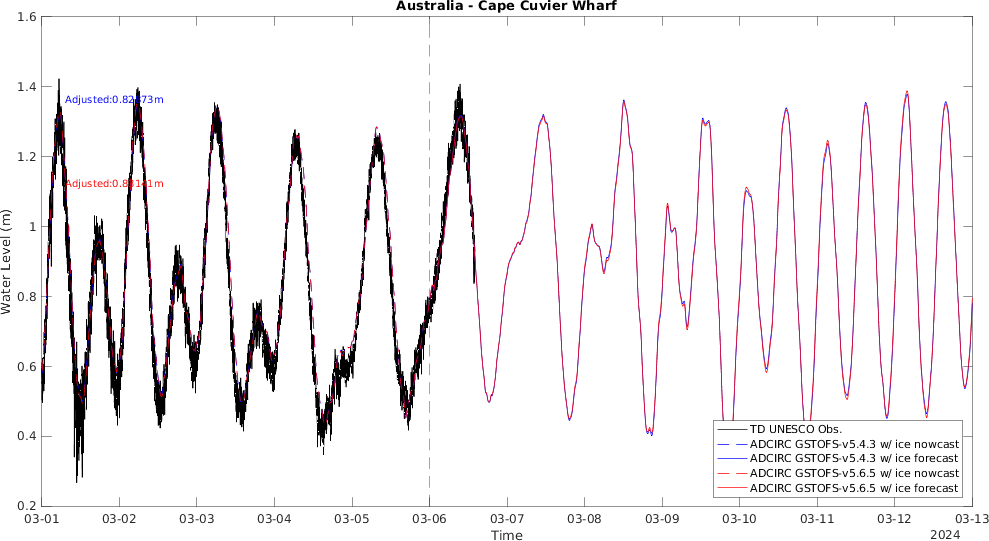 Australia - Cape Cuvier Wharf
1.6
1.4
1.2
1
0.8
0.6
0.4
0.2
Water Level (m)
Adjusted:0.82873m
Adjusted:0.83141m
TD UNESCO Obs.
ADCIRC GSTOFS-v5.4.3 w/ ice nowcast
ADCIRC GSTOFS-v5.4.3 w/ ice forecast
ADCIRC GSTOFS-v5.6.5 w/ ice nowcast
ADCIRC GSTOFS-v5.6.5 w/ ice forecast
03-01 03-02 03-03 03-04 03-05 03-06 03-07 03-08 03-09 03-10 03-11 03-12 03-13
Time
2024